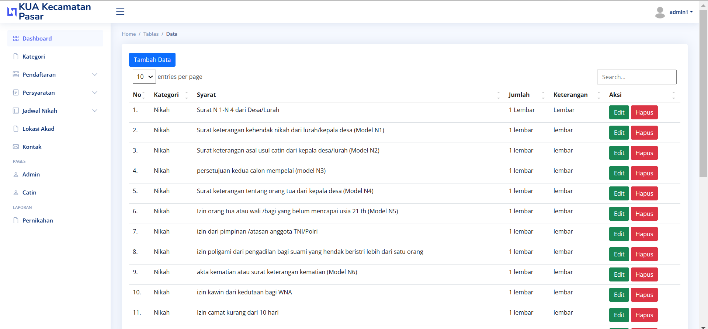 KUA Kecamatan Pasar
admin1
Dashboard
Kategori
Pendaftaran
Persyaratan
Jadwal Nikah
Lokasi Akad
Kontak
PAGES
Admin
Catin
LAPORAN
Pernikahan
Home / Tables / Data
Tambah Data
10 entries per page
Search...
No Kategori Syarat Jumlah Keterangan Aksi
1. Nikah Surat N 1-N 4 dari Desa/Lurah 1 Lembar Lembar Edit Hapus
2. Nikah Surat keterangan kehendak nikah dari lurah/kepala desa (Model N1) 1 lembar lembar Edit Hapus
3. Nikah Surat keterangan asal usul catin dari kepala desa/lurah (Model N2) 1 lembar lembar Edit Hapus
4. Nikah persetujuan kedua calon mempelai (model N3) 1 lembar lembar Edit Hapus
5. Nikah Surat keterangan tentang orang tua dari kepala desa (Model N4) 1 lembar lembar Edit Hapus
6. Nikah Izin orang tua atau wali /bagi yang belum mencapai usia 21 th (Model N5) 1 lembar lembar Edit Hapus
7. Nikah izin dari pimpinan /atasan anggota TNI/Polri 1 lembar lembar Edit Hapus
8. Nikah izin poligami dari pengadilan bagi suami yang hendak beristri lebih dari satu orang 1 lembar lembar Edit Hapus
9. Nikah akta kematian atau surat keterangan kematian (Model N6) 1 lembar lembar Edit Hapus
10. Nikah izin kawin dari kedutaan bagi WNA 1 lembar lembar Edit Hapus
11. Nikah Izin camat kurang dari 10 hari 1 lembar lembar Edit Hapus